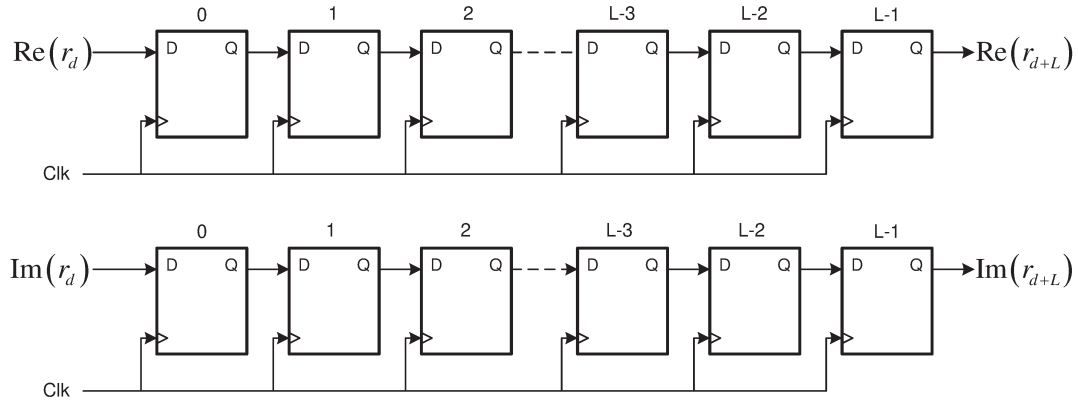 0 1 2 L-3 L-2 L-1
Re(r_d) D Q D Q D Q D Q D Q D Q Re(r_{d+L})
Clk
0 1 2 L-3 L-2 L-1
Im(r_d) D Q D Q D Q D Q D Q D Q Im(r_{d+L})
Clk